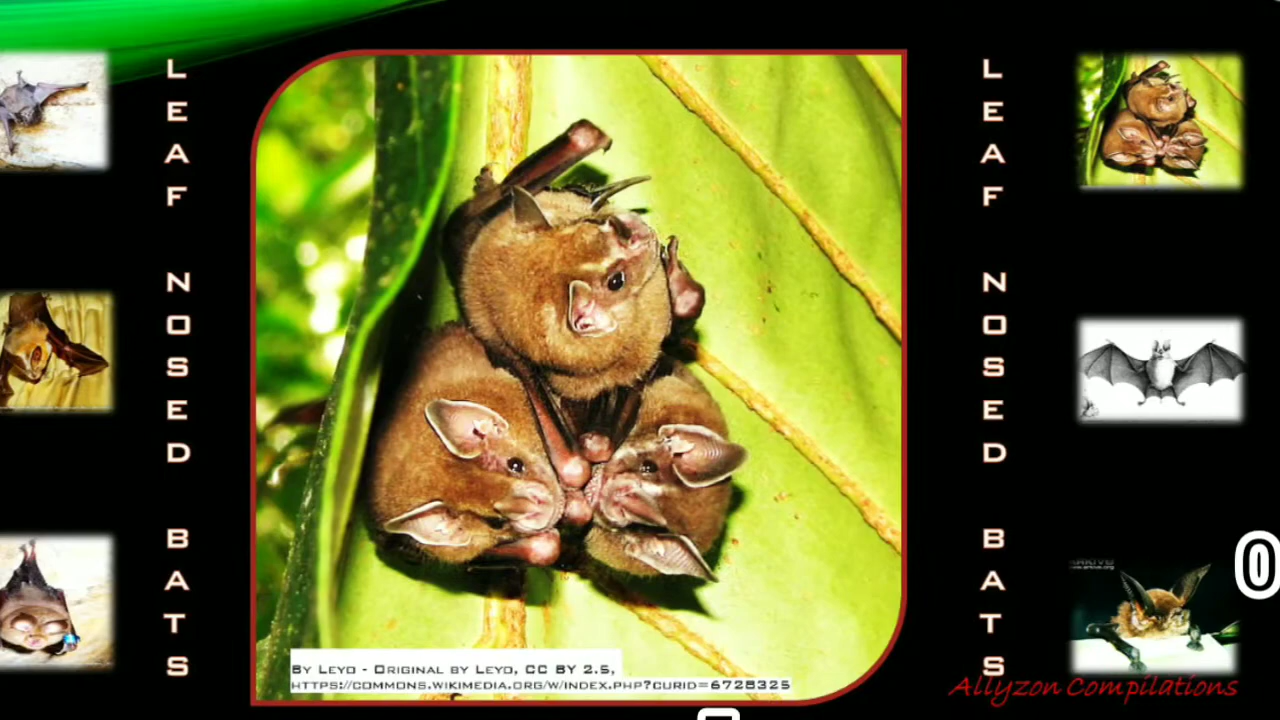 LEAF NOSED BATS
LEAF NOSED BATS
By Leyo - Original by Leyo, CC BY 2.5,
https://commons.wikimedia.org/w/index.php?curid=6728325
Allyzon Compilations
0